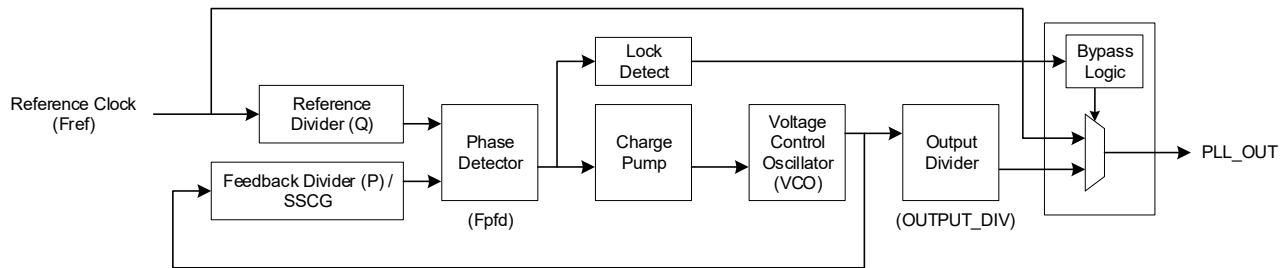 Reference Clock
(Fref)
Reference
Divider (Q)
Feedback Divider (P) /
SSCG
Phase
Detector
(Fpfd)
Lock
Detect
Charge
Pump
Voltage
Control
Oscillator
(VCO)
Output
Divider
(OUTPUT_DIV)
Bypass
Logic
PLL_OUT